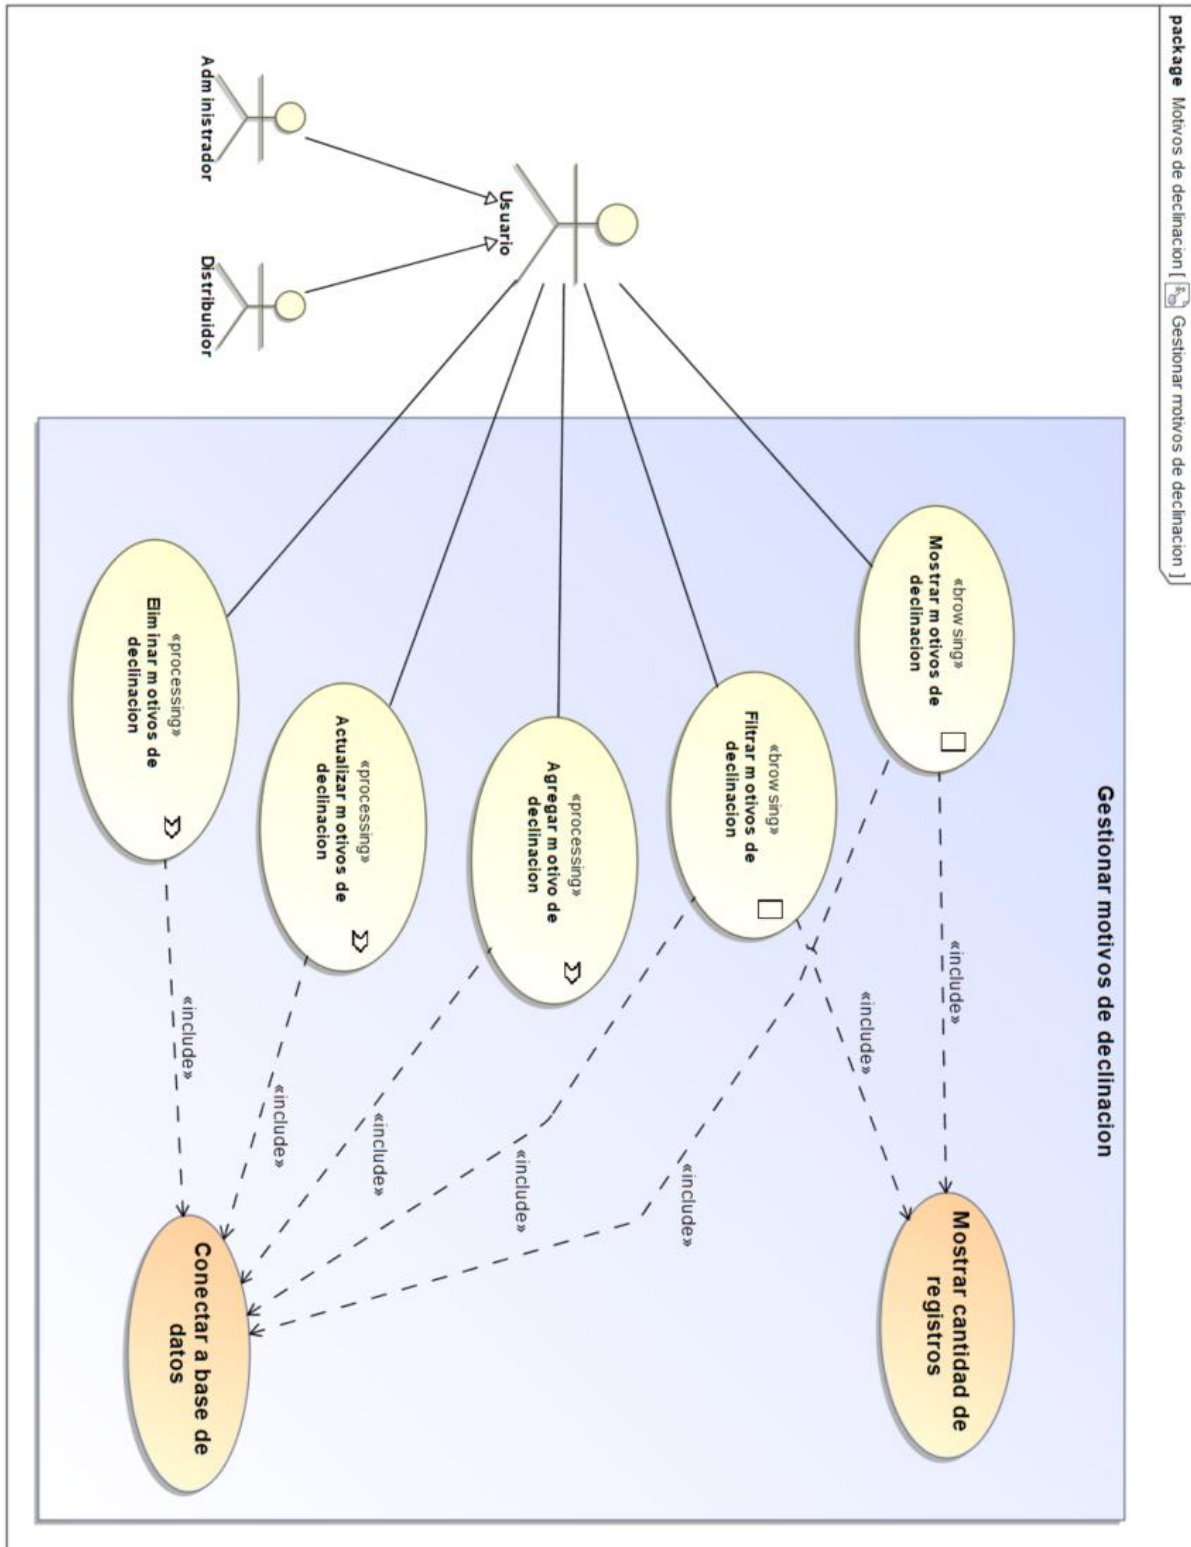 package Motivos de declinacion [ Gestionar motivos de declinacion ]
Gestionar motivos de declinacion
«browsing»
Mostrar motivos de
declinacion
«include»
Mostrar cantidad de
registros
«include»
«include»
Usuario
«browsing»
Filtrar motivos de
declinacion
«include»
«processing»
Agregar motivo de
declinacion
«include»
«processing»
Actualizar motivos de
declinacion
«include»
Administrador
Distribuidor
«processing»
Eliminar motivos de
declinacion
«include»
Conectar a base de
datos